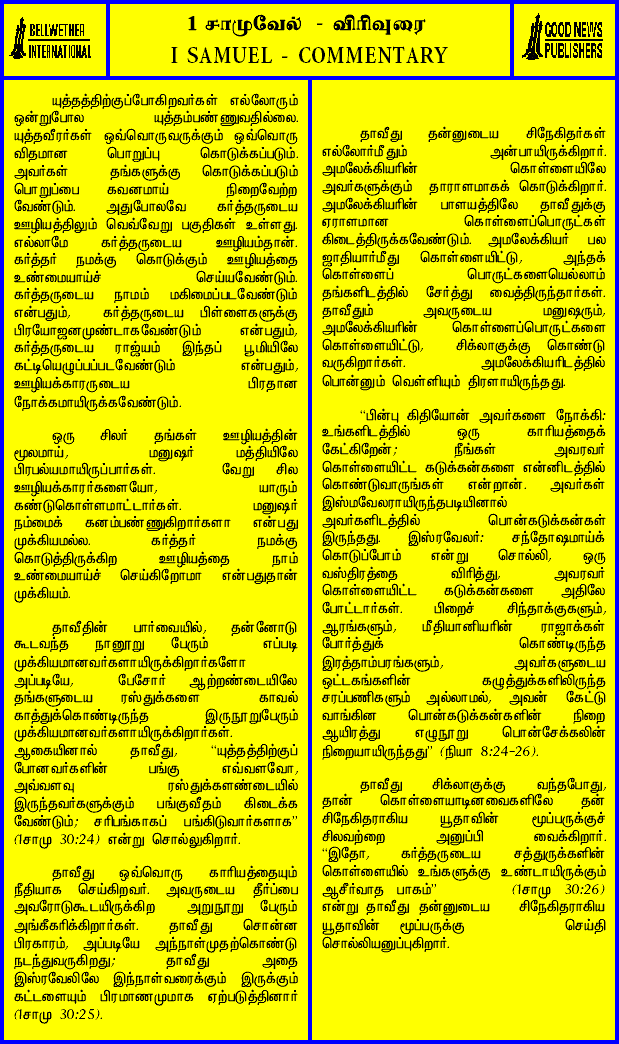 BELLWETHER
INTERNATIONAL
1 சாமுவேல் - விரிவுரை
I SAMUEL - COMMENTARY
GOOD NEWS
PUBLISHERS
யுத்தத்திற்குப்போகிறவர்கள் எல்லோரும்
ஒன்றுபோல யுத்தம்பண்ணுவதில்லை.
யுத்தவீரர்கள் ஒவ்வொருவருக்கும் ஒவ்வொரு
விதமான பொறுப்பு கொடுக்கப்படும்.
அவர்கள் தங்களுக்கு கொடுக்கப்படும்
பொறுப்பை கவனமாய் நிறைவேற்ற
வேண்டும். அதுபோலவே கர்த்தருடைய
ஊழியத்திலும் வெவ்வேறு பகுதிகள் உள்ளது.
எல்லாமே கர்த்தருடைய ஊழியம்தான்.
கர்த்தர் நமக்கு கொடுக்கும் ஊழியத்தை
உண்மையாய்ச் செய்யவேண்டும்.
கர்த்தருடைய நாமம் மகிமைப்படவேண்டும்
என்பதும், கர்த்தருடைய பிள்ளைகளுக்கு
பிரயோஜனமுண்டாகவேண்டும் என்பதும்,
கர்த்தருடைய ராஜ்யம் இந்தப் பூமியிலே
கட்டியெழுப்பப்படவேண்டும் என்பதும்,
ஊழியக்காரருடைய பிரதான
நோக்கமாயிருக்கவேண்டும்.
ஒரு சிலர் தங்கள் ஊழியத்தின்
மூலமாய், மனுஷர் மத்தியிலே
பிரபல்யமாயிருப்பார்கள். வேறு சில
ஊழியக்காரர்களையோ, யாரும்
கண்டுகொள்ளமாட்டார்கள். மனுஷர்
நம்மைக் கனம்பண்ணுகிறார்களா என்பது
முக்கியமல்ல. கர்த்தர் நமக்கு
கொடுத்திருக்கிற ஊழியத்தை நாம்
உண்மையாய்ச் செய்கிறோமா என்பதுதான்
முக்கியம்.
தாவீதின் பார்வையில், தன்னோடு
கூடவந்த நானூறு பேரும் எப்படி
முக்கியமானவர்களாயிருக்கிறார்களோ
அப்படியே, பேசோர் ஆற்றண்டையிலே
தங்களுடைய ரஸ்துக்களை காவல்
காத்துக்கொண்டிருந்த இருநூறுபேரும்
முக்கியமானவர்களாயிருக்கிறார்கள்.
ஆகையினால் தாவீது, "யுத்தத்திற்குப்
போனவர்களின் பங்கு எவ்வளவோ,
அவ்வளவு ரஸ்துக்களண்டையில்
இருந்தவர்களுக்கும் பங்குவீதம் கிடைக்க
வேண்டும்; சரிபங்காகப் பங்கிடுவார்களாக"
(1சாமு 30:24) என்று சொல்லுகிறார்.
தாவீது ஒவ்வொரு காரியத்தையும்
நீதியாக செய்கிறவர். அவருடைய தீர்ப்பை
அவரோடுகூடயிருக்கிற அறுநூறு பேரும்
அங்கீகரிக்கிறார்கள். தாவீது சொன்ன
பிரகாரம், அப்படியே அந்நாள்முதற்கொண்டு
நடந்துவருகிறது; தாவீது அதை
இஸ்ரவேலிலே இந்நாள்வரைக்கும் இருக்கும்
கட்டளையும் பிரமாணமுமாக ஏற்படுத்தினார்
(1சாமு 30:25).
தாவீது தன்னுடைய சிநேகிதர்கள்
எல்லோர்மீதும் அன்பாயிருக்கிறார்.
அமலேக்கியரின் கொள்ளையிலே
அவர்களுக்கும் தாராளமாகக் கொடுக்கிறார்.
அமலேக்கியரின் பாளயத்திலே தாவீதுக்கு
ஏராளமான கொள்ளைப்பொருட்கள்
கிடைத்திருக்கவேண்டும். அமலேக்கியர் பல
ஜாதியார்மீது கொள்ளையிட்டு, அந்தக்
கொள்ளைப் பொருட்களையெல்லாம்
தங்களிடத்தில் சேர்த்து வைத்திருந்தார்கள்.
தாவீதும் அவருடைய மனுஷரும்,
அமலேக்கியரின் கொள்ளைப்பொருட்களை
கொள்ளையிட்டு, சிக்லாகுக்கு கொண்டு
வருகிறார்கள். அமலேக்கியரிடத்தில்
பொன்னும் வெள்ளியும் திரளாயிருந்தது.
"பின்பு கிதியோன் அவர்களை நோக்கி:
உங்களிடத்தில் ஒரு காரியத்தைக்
கேட்கிறேன்; நீங்கள் அவரவர்
கொள்ளையிட்ட கடுக்கன்களை என்னிடத்தில்
கொண்டுவாருங்கள் என்றான். அவர்கள்
இஸ்மவேலராயிருந்தபடியினால்
அவர்களிடத்தில் பொன்கடுக்கன்கள்
இருந்தது. இஸ்ரவேலர்: சந்தோஷமாய்க்
கொடுப்போம் என்று சொல்லி, ஒரு
வஸ்திரத்தை விரித்து, அவரவர்
கொள்ளையிட்ட கடுக்கன்களை அதிலே
போட்டார்கள். பிறைச் சிந்தாக்குகளும்,
ஆரங்களும், மீதியானியரின் ராஜாக்கள்
போர்த்துக் கொண்டிருந்த
இரத்தாம்பரங்களும், அவர்களுடைய
ஒட்டகங்களின் கழுத்துக்களிலிருந்த
சரப்பணிகளும் அல்லாமல், அவன் கேட்டு
வாங்கின பொன்கடுக்கன்களின் நிறை
ஆயிரத்து எழுநூறு பொன்சேக்கலின்
நிறையாயிருந்தது" (நியா 8:24-26).
தாவீது சிக்லாகுக்கு வந்தபோது,
தான் கொள்ளையாடினவைகளிலே தன்
சிநேகிதராகிய யூதாவின் மூப்பருக்குச்
சிலவற்றை அனுப்பி வைக்கிறார்.
"இதோ, கர்த்தருடைய சத்துருக்களின்
கொள்ளையில் உங்களுக்கு உண்டாயிருக்கும்
ஆசீர்வாத பாகம்" (1சாமு 30:26)
என்று தாவீது தன்னுடைய சிநேகிதராகிய
யூதாவின் மூப்பருக்கு செய்தி
சொல்லியனுப்புகிறார்.